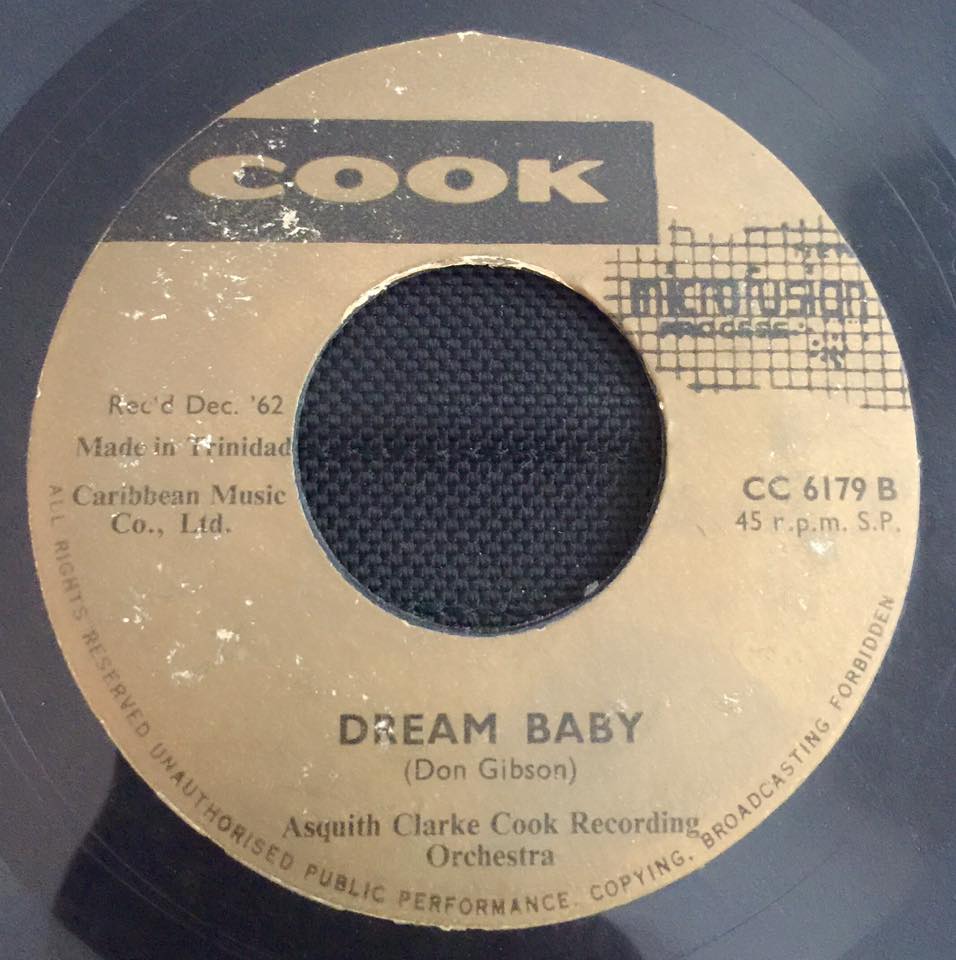 COOK
microfusion
PROCESS
Rec'd Dec. '62
Made in Trinidad
Caribbean Music
Co., Ltd.
CC 6179 B
45 r.p.m. S.P.
DREAM BABY
(Don Gibson)
Asquith Clarke Cook Recording
Orchestra
ALL RIGHTS RESERVED UNAUTHORISED PUBLIC PERFORMANCE. COPYING, BROADCASTING FORBIDDEN